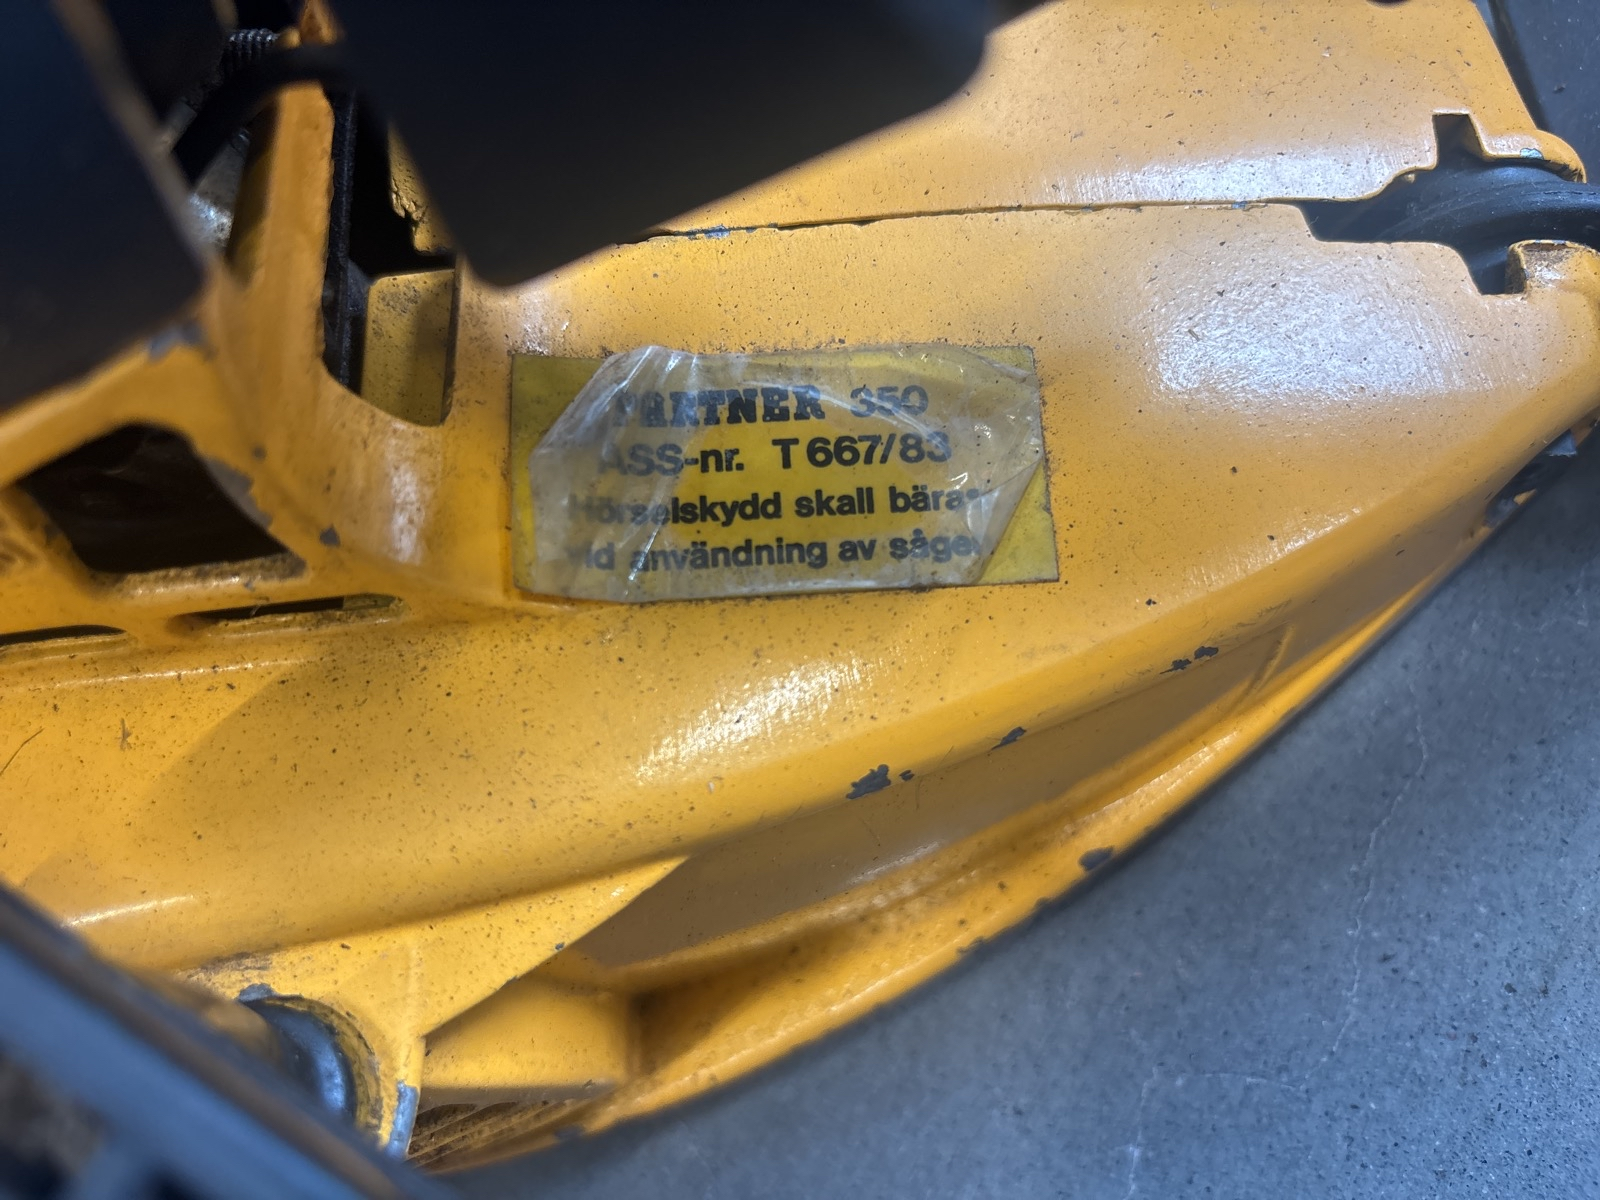 PARTNER 350
ASS-nr. T 667/83
Hörselskydd skall bäras
vid användning av sågen